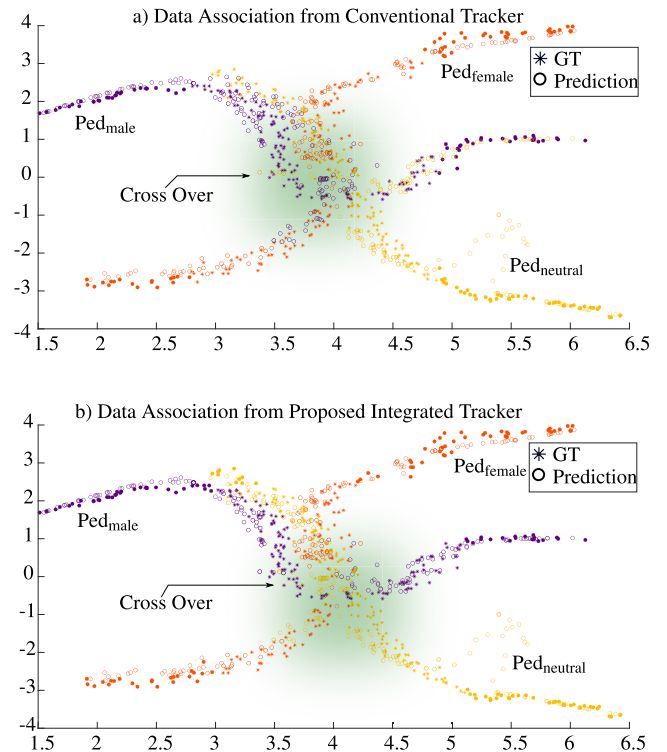 a) Data Association from Conventional Tracker
4
3
2
1
0
-1
-2
-3
-4
GT
Prediction
Ped_female
Ped_male
Cross Over
Ped_neutral
1.5 2 2.5 3 3.5 4 4.5 5 5.5 6 6.5
b) Data Association from Proposed Integrated Tracker
4
3
2
1
0
-1
-2
-3
-4
GT
Prediction
Ped_female
Ped_male
Cross Over
Ped_neutral
1.5 2 2.5 3 3.5 4 4.5 5 5.5 6 6.5